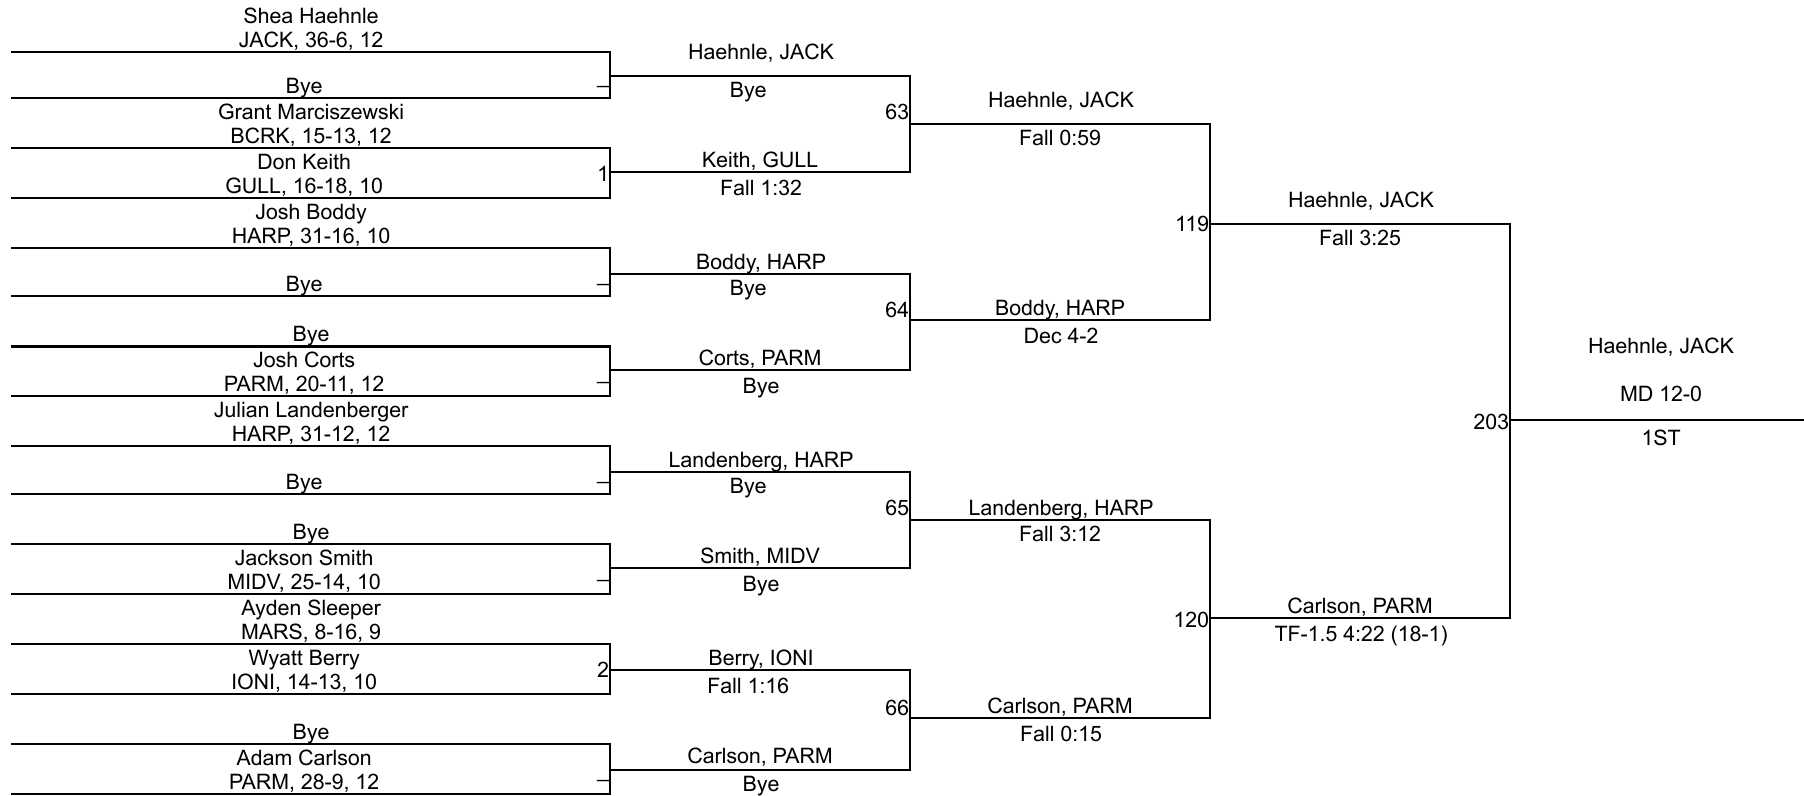 Shea Haehnle
JACK, 36-6, 12
Bye
Grant Marciszewski
BCRK, 15-13, 12
Don Keith
GULL, 16-18, 10
Josh Boddy
HARP, 31-16, 10
Bye
Bye
Josh Corts
PARM, 20-11, 12
Julian Landenberger
HARP, 31-12, 12
Bye
Bye
Jackson Smith
MIDV, 25-14, 10
Ayden Sleeper
MARS, 8-16, 9
Wyatt Berry
IONI, 14-13, 10
Bye
Adam Carlson
PARM, 28-9, 12
1
2
Haehnle, JACK
Bye
Keith, GULL
Fall 1:32
Boddy, HARP
Bye
Corts, PARM
Bye
Landenberg, HARP
Bye
Smith, MIDV
Bye
Berry, IONI
Fall 1:16
Carlson, PARM
Bye
63
64
65
66
Haehnle, JACK
Fall 0:59
Boddy, HARP
Dec 4-2
Landenberg, HARP
Fall 3:12
Carlson, PARM
Fall 0:15
119
120
Haehnle, JACK
Fall 3:25
Carlson, PARM
TF-1.5 4:22 (18-1)
203
Haehnle, JACK
MD 12-0
1ST